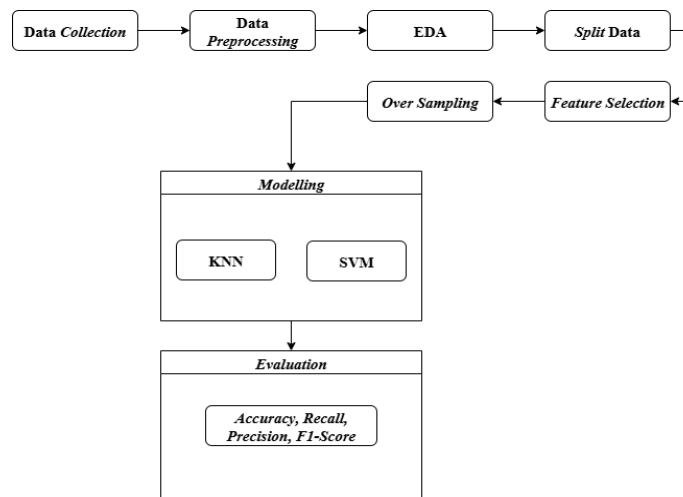 Data Collection
Data
Preprocessing
EDA
Split Data
Over Sampling
Feature Selection
Modelling
KNN
SVM
Evaluation
Accuracy, Recall,
Precision, F1-Score